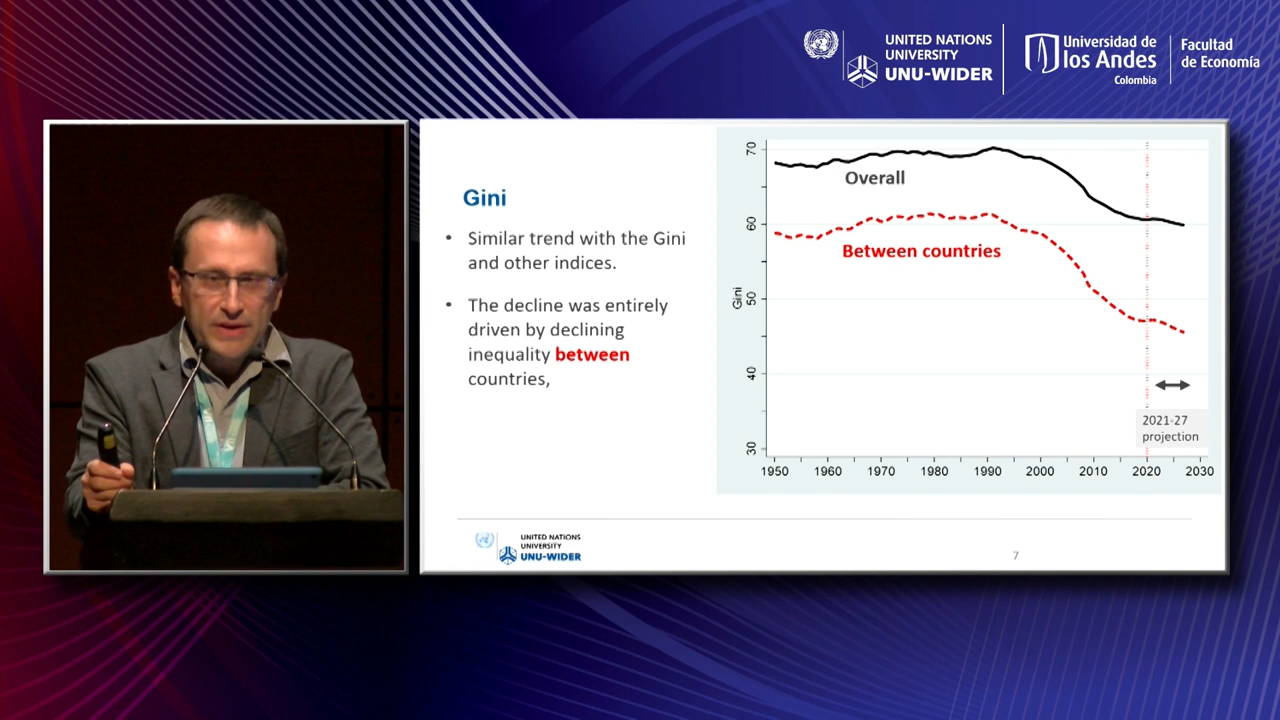 UNITED NATIONS
UNIVERSITY
UNU-WIDER
Universidad de
los Andes
Colombia
Facultad
de Economía
Gini
• Similar trend with the Gini
and other indices.
• The decline was entirely
driven by declining
inequality between
countries,
70
60
50
40
30
Gini
Overall
Between countries
2021-27
projection
1950 1960 1970 1980 1990 2000 2010 2020 2030
UNITED NATIONS
UNIVERSITY
UNU-WIDER
7